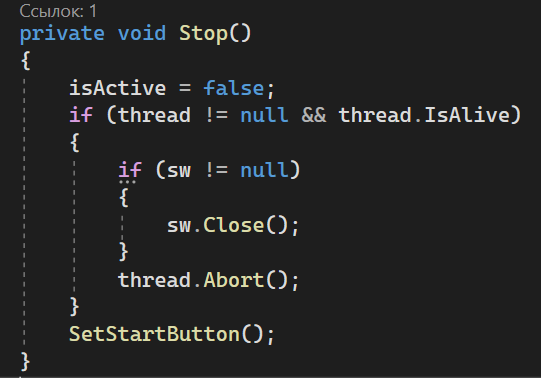 Ссылок: 1
private void Stop()
{
isActive = false;
if (thread != null && thread.IsAlive)
{
if (sw != null)
{
sw.Close();
}
thread.Abort();
}
SetStartButton();
}